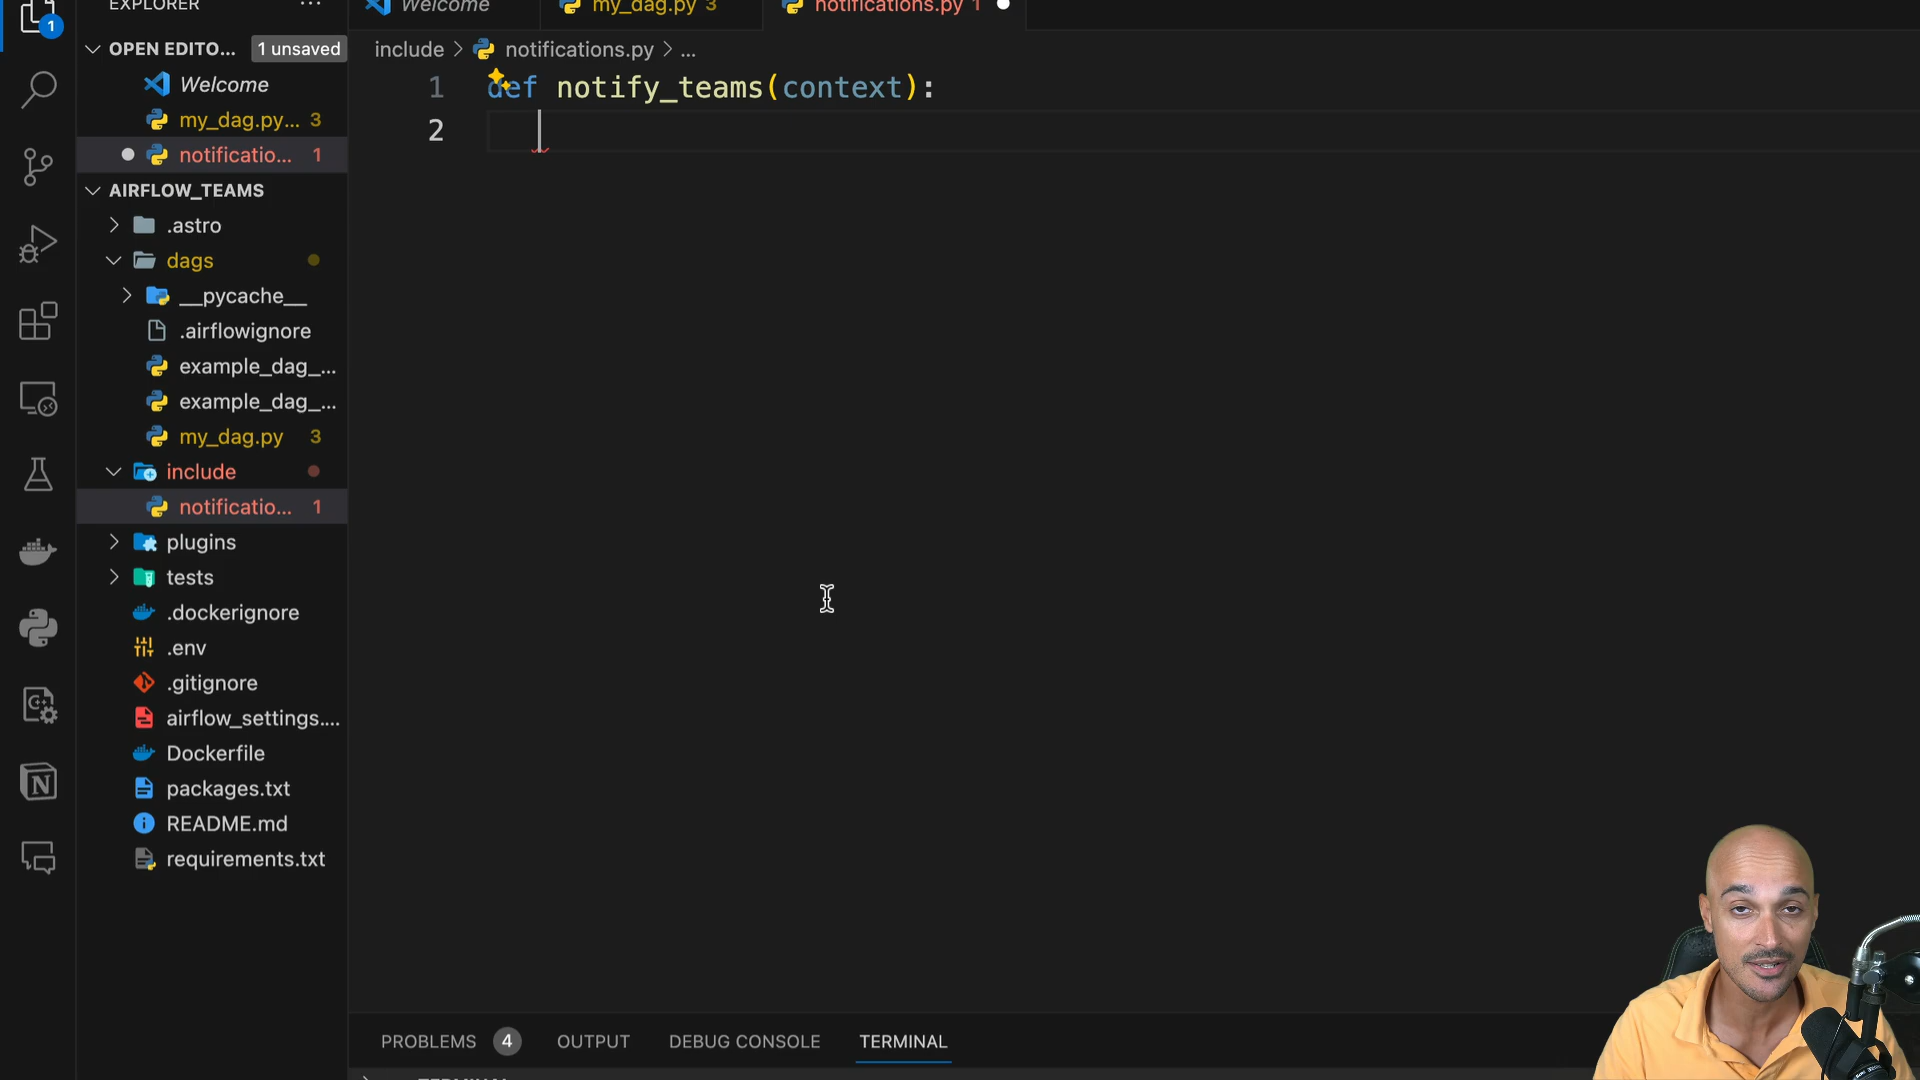 EXPLORER
1
OPEN EDITO... 1 unsaved
Welcome
my_dag.py... 3
notificatio... 1
AIRFLOW_TEAMS
.astro
dags
__pycache__
.airflowignore
example_dag_...
example_dag_...
my_dag.py 3
include
notificatio... 1
plugins
tests
.dockerignore
.env
.gitignore
airflow_settings....
Dockerfile
packages.txt
README.md
requirements.txt
Welcome my_dag.py 3 notifications.py 1
include > notifications.py > ...
1 def notify_teams(context):
2
PROBLEMS 4 OUTPUT DEBUG CONSOLE TERMINAL
TERMINAL